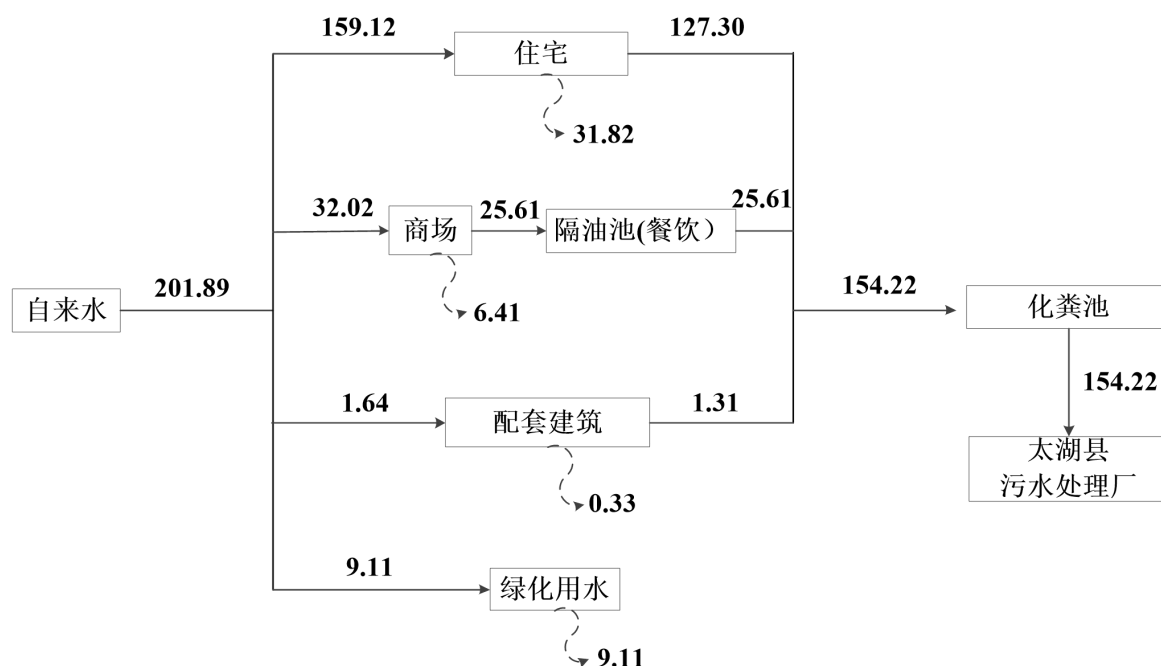 159.12
127.30
住宅
31.82
32.02
25.61
25.61
商场
隔油池(餐饮）
6.41
201.89
154.22
自来水
化粪池
154.22
1.64
1.31
配套建筑
太湖县
污水处理厂
0.33
9.11
绿化用水
9.11